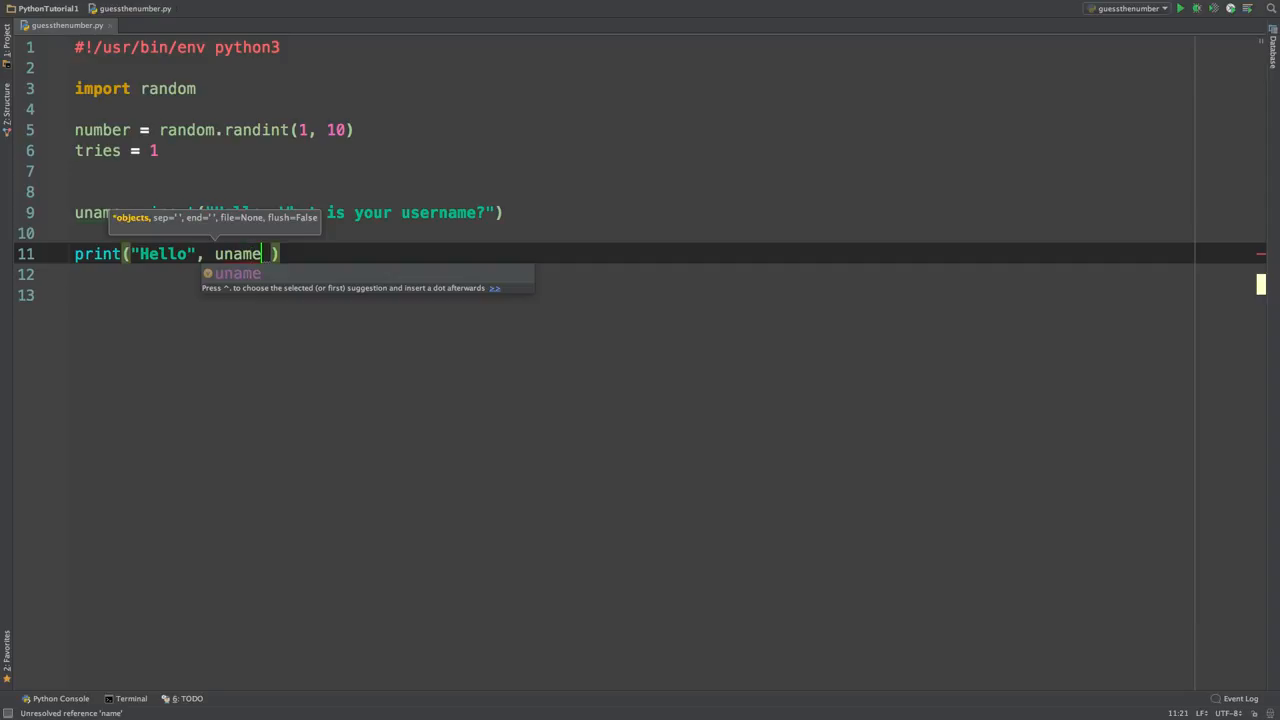 PythonTutorial1 guessthenumber.py guessthenumber
guessthenumber.py
1: Project
Z: Structure
2: Favorites
Database
1 #!/usr/bin/env python3
2
3 import random
4
5 number = random.randint(1, 10)
6 tries = 1
7
8
9 is your username?")
*objects, sep=' ', end=' ', file=None, flush=False
10
11 print("Hello", uname )
12 uname
Press ^. to choose the selected (or first) suggestion and insert a dot afterwards >>
13
Python Console Terminal 6: TODO Event Log
Unresolved reference 'name' 11:21 LF÷ UTF-8÷